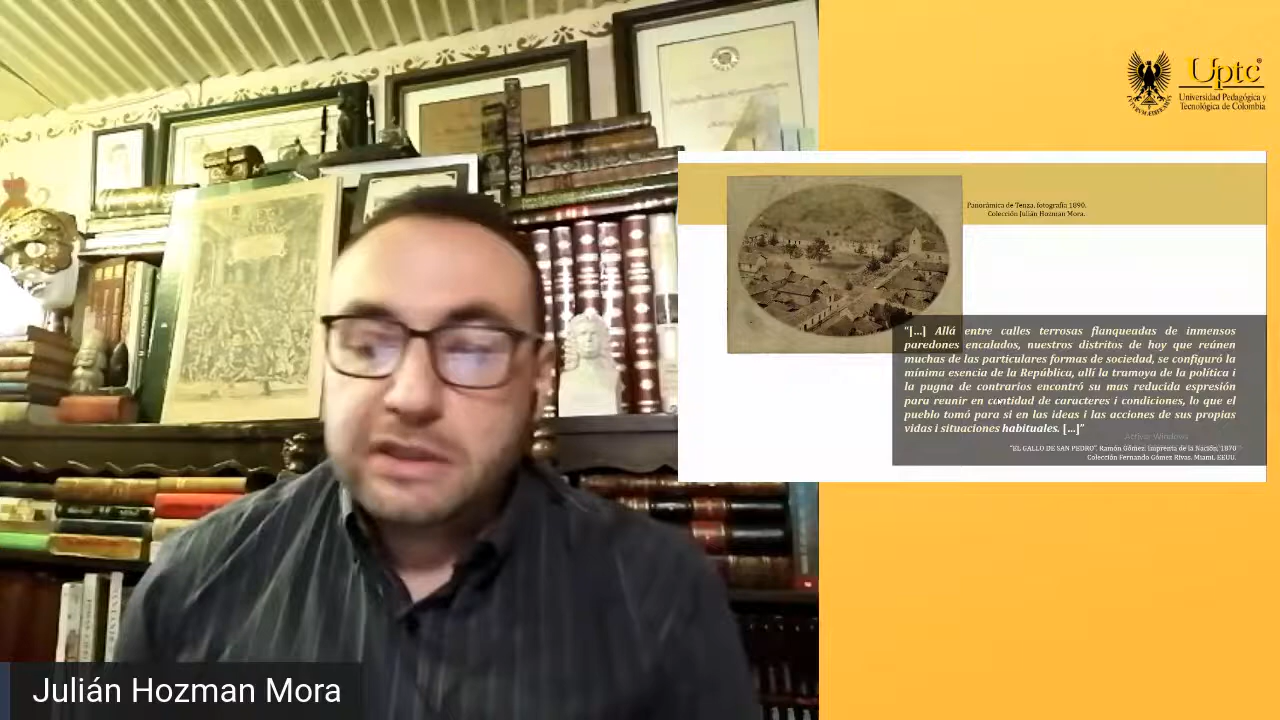 Uptc
Universidad Pedagógica y
Tecnológica de Colombia
Panorámica de Tenza, fotografía 1890.
Colección Julián Hozman Mora.
"[...] Allá entre calles terrosas flanqueadas de inmensos
paredones encalados, nuestros distritos de hoy que reúnen
muchas de las particulares formas de sociedad, se configuró la
mínima esencia de la República, allí la tramoya de la política i
la pugna de contrarios encontró su mas reducida espresión
para reunir en cantidad de caracteres i condiciones, lo que el
pueblo tomó para si en las ideas i las acciones de sus propias
vidas i situaciones habituales. [...]"
Activar Windows
"EL GALLO DE SAN PEDRO". Ramón Gómez. Imprenta de la Nación, 1870
Colección Fernando Gómez Rivas. Miami, EEUU.
Julián Hozman Mora